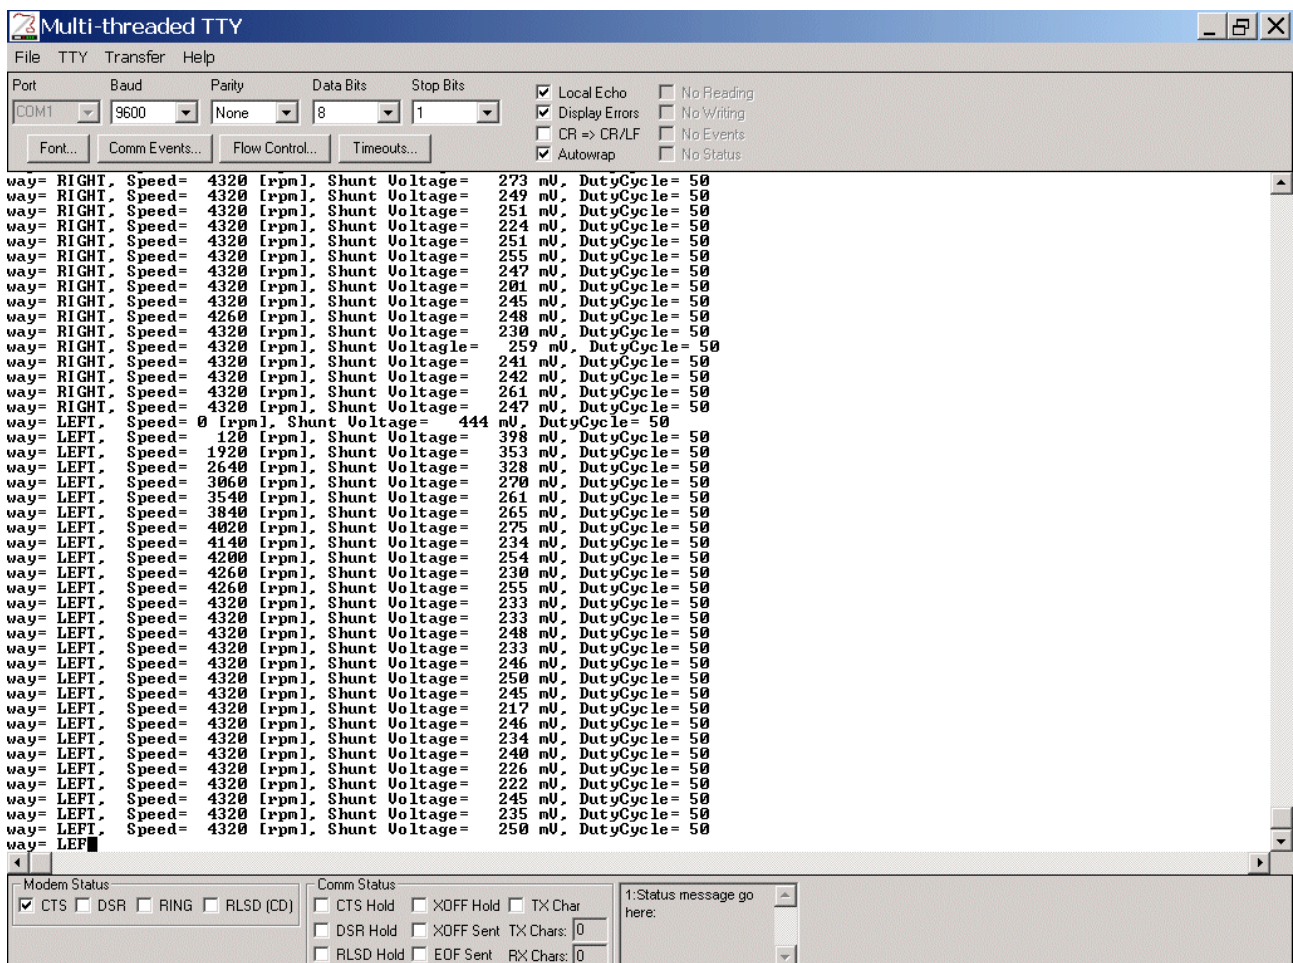 Multi-threaded TTY
File TTY Transfer Help
Port Baud Parity Data Bits Stop Bits
COM1 9600 None 8 1
Local Echo No Reading
Display Errors No Writing
CR => CR/LF No Events
Autowrap No Status
Font... Comm Events... Flow Control... Timeouts...
way= RIGHT, Speed= 4320 [rpm], Shunt Voltage= 273 mV, DutyCycle= 50
way= RIGHT, Speed= 4320 [rpm], Shunt Voltage= 249 mV, DutyCycle= 50
way= RIGHT, Speed= 4320 [rpm], Shunt Voltage= 251 mV, DutyCycle= 50
way= RIGHT, Speed= 4320 [rpm], Shunt Voltage= 224 mV, DutyCycle= 50
way= RIGHT, Speed= 4320 [rpm], Shunt Voltage= 251 mV, DutyCycle= 50
way= RIGHT, Speed= 4320 [rpm], Shunt Voltage= 255 mV, DutyCycle= 50
way= RIGHT, Speed= 4320 [rpm], Shunt Voltage= 247 mV, DutyCycle= 50
way= RIGHT, Speed= 4320 [rpm], Shunt Voltage= 201 mV, DutyCycle= 50
way= RIGHT, Speed= 4320 [rpm], Shunt Voltage= 245 mV, DutyCycle= 50
way= RIGHT, Speed= 4260 [rpm], Shunt Voltage= 248 mV, DutyCycle= 50
way= RIGHT, Speed= 4320 [rpm], Shunt Voltage= 230 mV, DutyCycle= 50
way= RIGHT, Speed= 4320 [rpm], Shunt Voltagle= 259 mV, DutyCycle= 50
way= RIGHT, Speed= 4320 [rpm], Shunt Voltage= 241 mV, DutyCycle= 50
way= RIGHT, Speed= 4320 [rpm], Shunt Voltage= 242 mV, DutyCycle= 50
way= RIGHT, Speed= 4320 [rpm], Shunt Voltage= 261 mV, DutyCycle= 50
way= RIGHT, Speed= 4320 [rpm], Shunt Voltage= 247 mV, DutyCycle= 50
way= LEFT, Speed= 0 [rpm], Shunt Voltage= 444 mV, DutyCycle= 50
way= LEFT, Speed= 120 [rpm], Shunt Voltage= 398 mV, DutyCycle= 50
way= LEFT, Speed= 1920 [rpm], Shunt Voltage= 353 mV, DutyCycle= 50
way= LEFT, Speed= 2640 [rpm], Shunt Voltage= 328 mV, DutyCycle= 50
way= LEFT, Speed= 3060 [rpm], Shunt Voltage= 270 mV, DutyCycle= 50
way= LEFT, Speed= 3540 [rpm], Shunt Voltage= 261 mV, DutyCycle= 50
way= LEFT, Speed= 3840 [rpm], Shunt Voltage= 265 mV, DutyCycle= 50
way= LEFT, Speed= 4020 [rpm], Shunt Voltage= 275 mV, DutyCycle= 50
way= LEFT, Speed= 4140 [rpm], Shunt Voltage= 234 mV, DutyCycle= 50
way= LEFT, Speed= 4200 [rpm], Shunt Voltage= 254 mV, DutyCycle= 50
way= LEFT, Speed= 4260 [rpm], Shunt Voltage= 230 mV, DutyCycle= 50
way= LEFT, Speed= 4260 [rpm], Shunt Voltage= 255 mV, DutyCycle= 50
way= LEFT, Speed= 4320 [rpm], Shunt Voltage= 233 mV, DutyCycle= 50
way= LEFT, Speed= 4320 [rpm], Shunt Voltage= 233 mV, DutyCycle= 50
way= LEFT, Speed= 4320 [rpm], Shunt Voltage= 248 mV, DutyCycle= 50
way= LEFT, Speed= 4320 [rpm], Shunt Voltage= 233 mV, DutyCycle= 50
way= LEFT, Speed= 4320 [rpm], Shunt Voltage= 246 mV, DutyCycle= 50
way= LEFT, Speed= 4320 [rpm], Shunt Voltage= 250 mV, DutyCycle= 50
way= LEFT, Speed= 4320 [rpm], Shunt Voltage= 245 mV, DutyCycle= 50
way= LEFT, Speed= 4320 [rpm], Shunt Voltage= 217 mV, DutyCycle= 50
way= LEFT, Speed= 4320 [rpm], Shunt Voltage= 246 mV, DutyCycle= 50
way= LEFT, Speed= 4320 [rpm], Shunt Voltage= 234 mV, DutyCycle= 50
way= LEFT, Speed= 4320 [rpm], Shunt Voltage= 240 mV, DutyCycle= 50
way= LEFT, Speed= 4320 [rpm], Shunt Voltage= 226 mV, DutyCycle= 50
way= LEFT, Speed= 4320 [rpm], Shunt Voltage= 222 mV, DutyCycle= 50
way= LEFT, Speed= 4320 [rpm], Shunt Voltage= 245 mV, DutyCycle= 50
way= LEFT, Speed= 4320 [rpm], Shunt Voltage= 235 mV, DutyCycle= 50
way= LEFT, Speed= 4320 [rpm], Shunt Voltage= 250 mV, DutyCycle= 50
way= LEF
Modem Status
CTS DSR RING RLSD (CD)
Comm Status
CTS Hold XOFF Hold TX Char
DSR Hold XOFF Sent TX Chars: 0
RLSD Hold EOF Sent RX Chars: 0
1:Status message go
here: